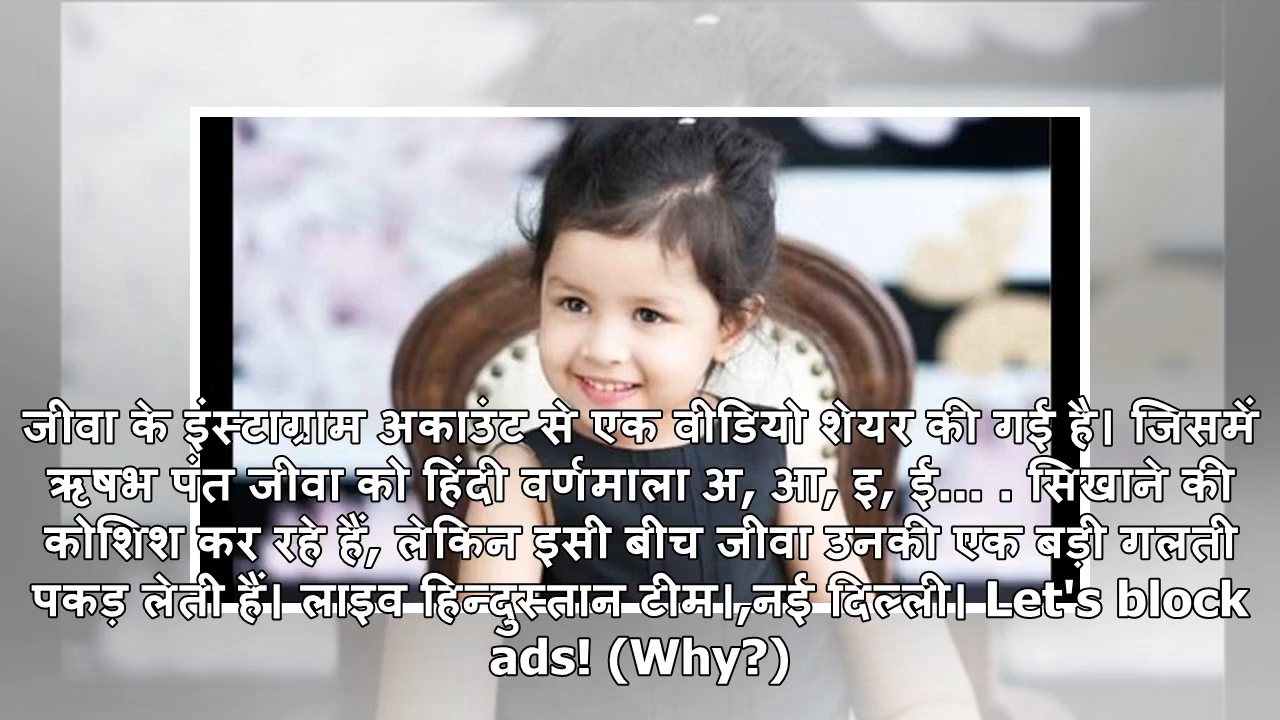 जीवा के इंस्टाग्राम अकाउंट से एक वीडियो शेयर की गई है। जिसमें
ऋषभ पंत जीवा को हिंदी वर्णमाला अ, आ, इ, ई... . सिखाने की
कोशिश कर रहे हैं, लेकिन इसी बीच जीवा उनकी एक बड़ी गलती
पकड़ लेती हैं। लाइव हिन्दुस्तान टीम।,नई दिल्ली। Let's block
ads! (Why?)